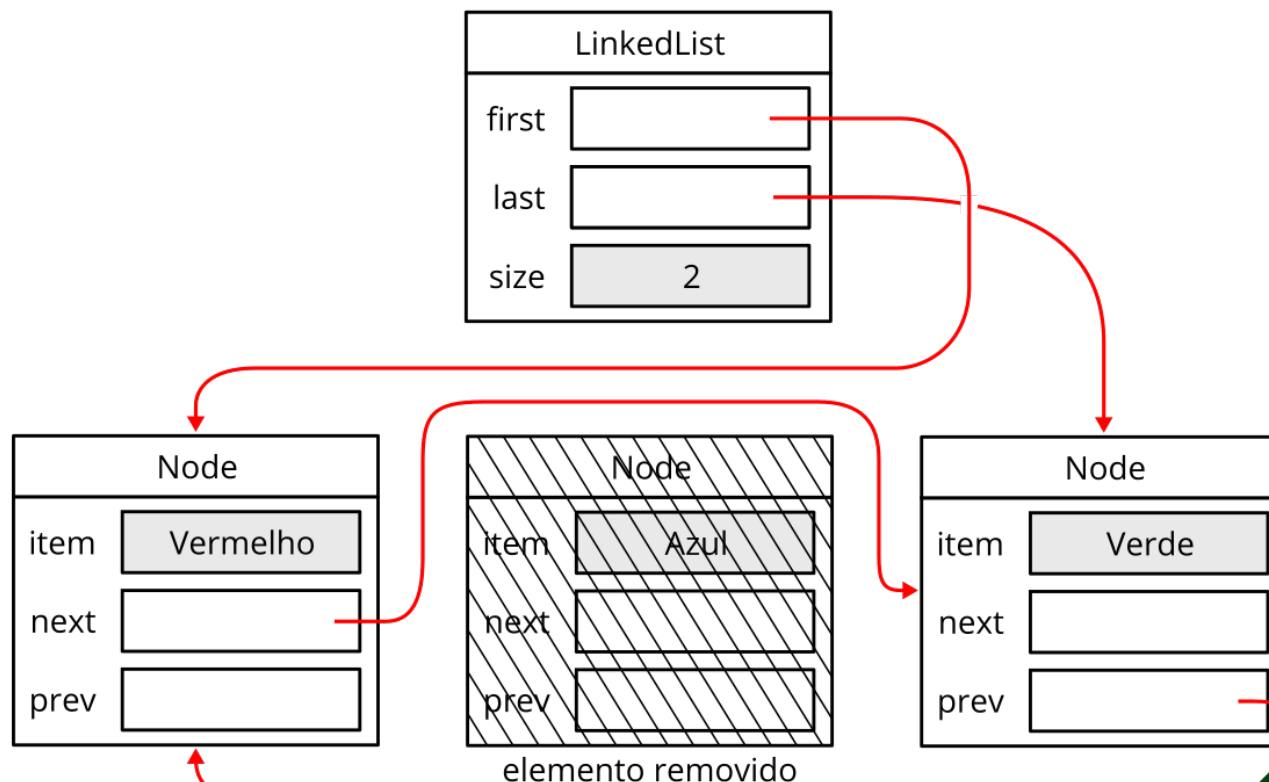 LinkedList
first
last
size 2
Node
item Vermelho
next
prev
Node
item Azul
next
prev
elemento removido
Node
item Verde
next
prev